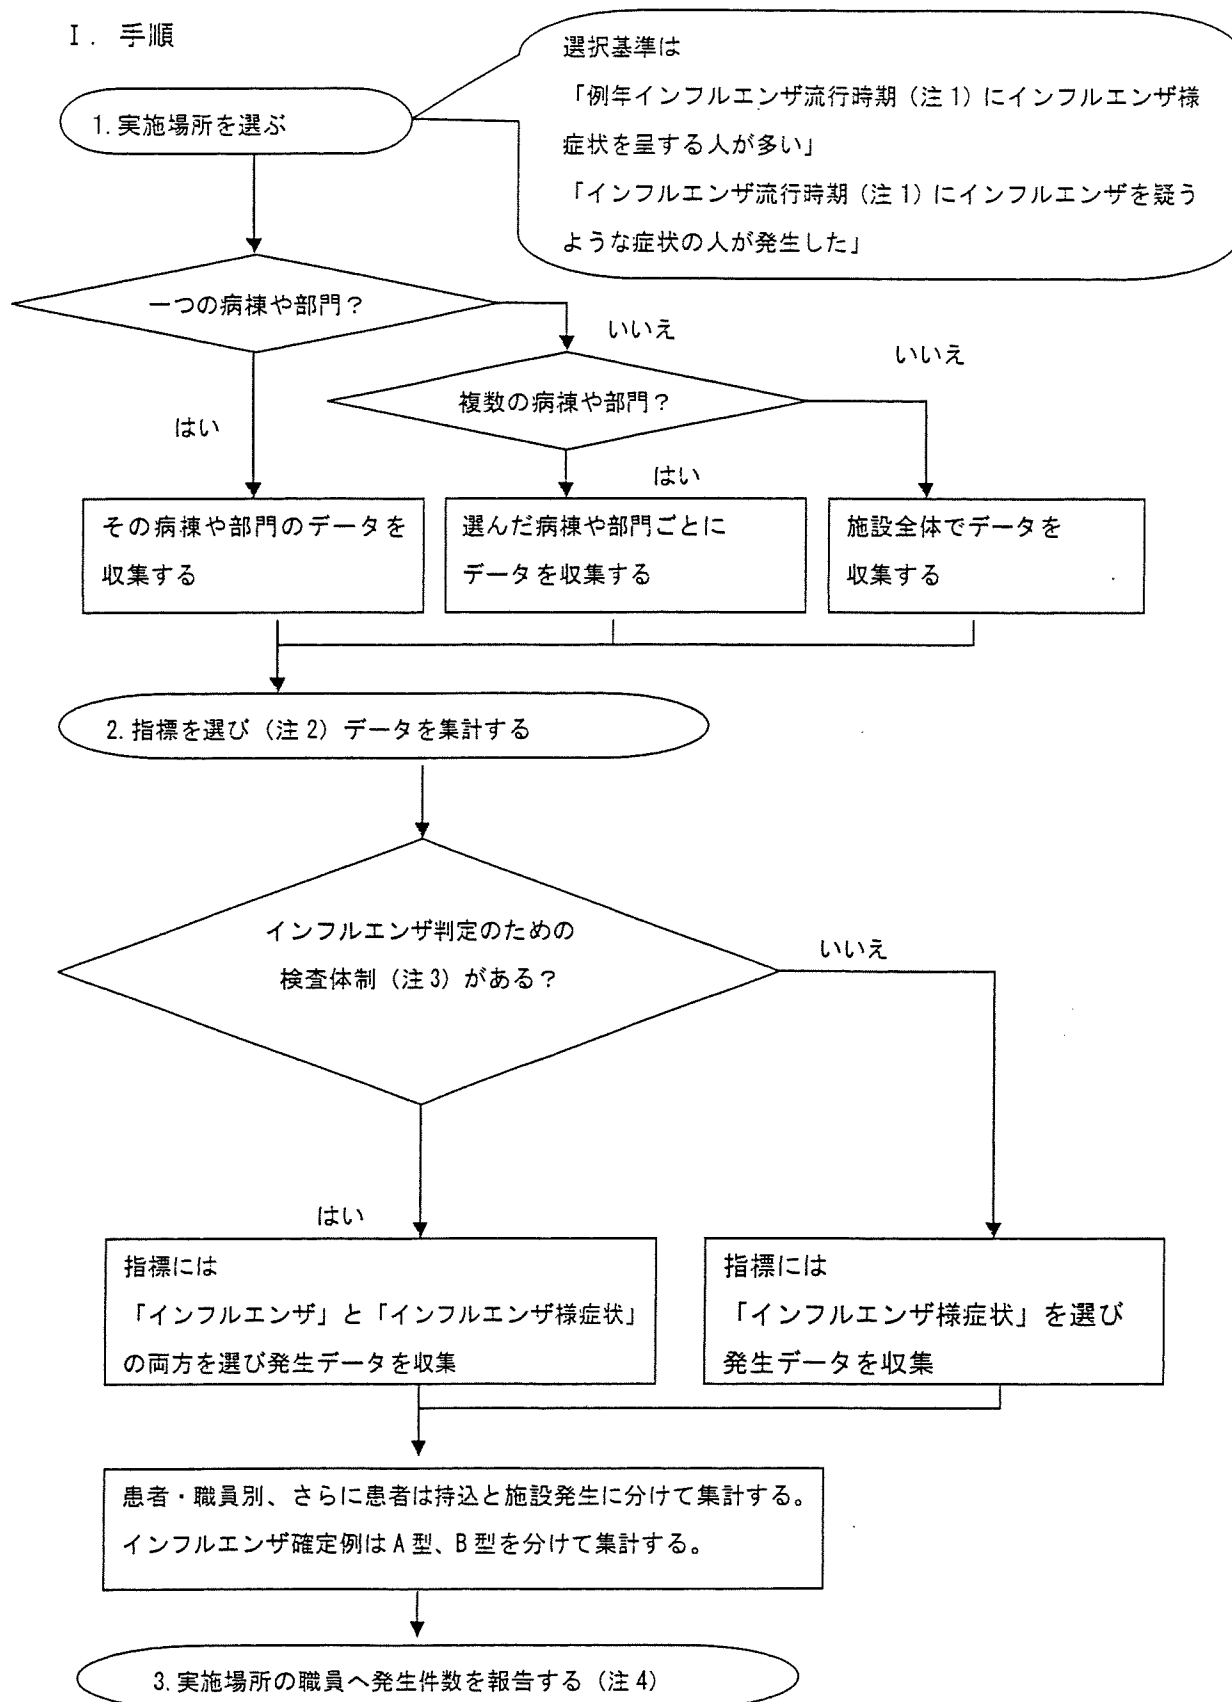 I. 手順
1.実施場所を選ぶ
選択基準は
「例年インフルエンザ流行時期(注1)にインフルエンザ様
症状を呈する人が多い」
「インフルエンザ流行時期(注1)にインフルエンザを疑う
ような症状の人が発生した」
一つの病棟や部門？
いいえ
いいえ
複数の病棟や部門？
はい
はい
その病棟や部門のデータを
収集する
選んだ病棟や部門ごとに
データを収集する
施設全体でデータを
収集する
2.指標を選び(注2)データを集計する
インフルエンザ判定のための
検査体制(注3)がある？
いいえ
はい
指標には
「インフルエンザ」と「インフルエンザ様症状」
の両方を選び発生データを収集
指標には
「インフルエンザ様症状」を選び
発生データを収集
患者・職員別、さらに患者は持込と施設発生に分けて集計する。
インフルエンザ確定例はA型、B型を分けて集計する。
3.実施場所の職員へ発生件数を報告する(注4)